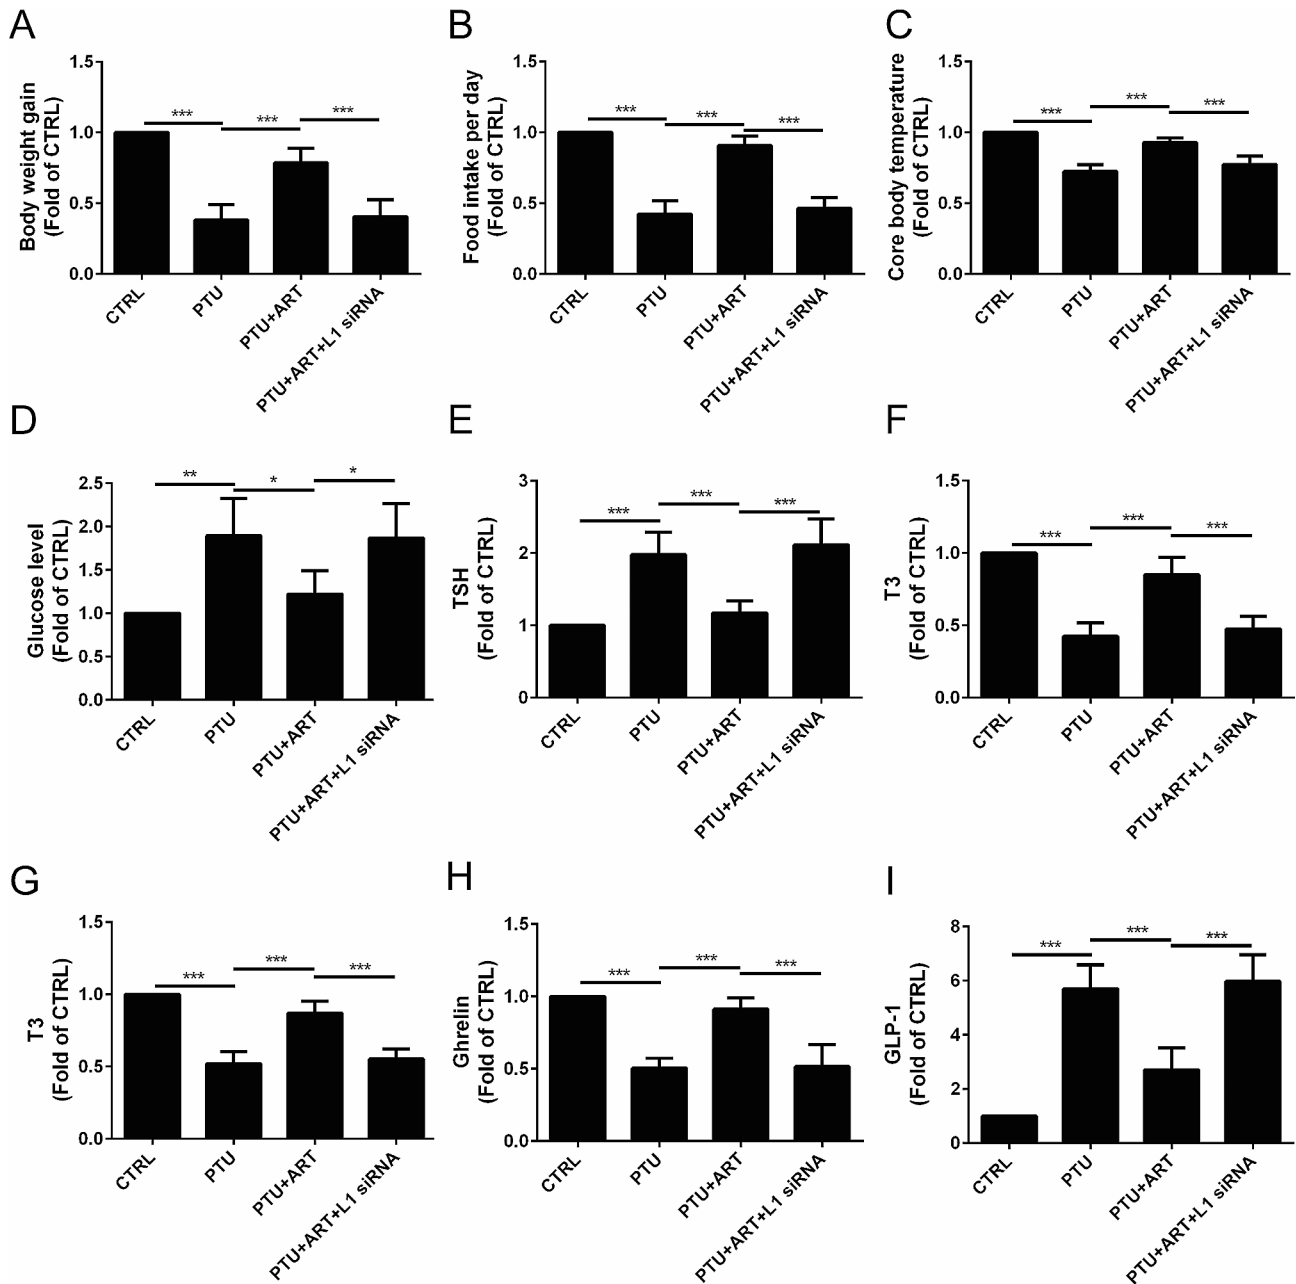 A
Body weight gain
(Fold of CTRL)
1.5
1.0
0.5
0.0
***
***
***
CTRL
PTU
PTU+ART
PTU+ART+L1 siRNA
B
Food intake per day
(Fold of CTRL)
1.5
1.0
0.5
0.0
***
***
***
CTRL
PTU
PTU+ART
PTU+ART+L1 siRNA
C
Core body temperature
(Fold of CTRL)
1.5
1.0
0.5
0.0
***
***
***
CTRL
PTU
PTU+ART
PTU+ART+L1 siRNA
D
Glucose level
(Fold of CTRL)
2.5
2.0
1.5
1.0
0.5
0.0
**
*
*
CTRL
PTU
PTU+ART
PTU+ART+L1 siRNA
E
TSH
(Fold of CTRL)
3
2
1
0
***
***
***
CTRL
PTU
PTU+ART
PTU+ART+L1 siRNA
F
T3
(Fold of CTRL)
1.5
1.0
0.5
0.0
***
***
***
CTRL
PTU
PTU+ART
PTU+ART+L1 siRNA
G
T3
(Fold of CTRL)
1.5
1.0
0.5
0.0
***
***
***
CTRL
PTU
PTU+ART
PTU+ART+L1 siRNA
H
Ghrelin
(Fold of CTRL)
1.5
1.0
0.5
0.0
***
***
***
CTRL
PTU
PTU+ART
PTU+ART+L1 siRNA
I
GLP-1
(Fold of CTRL)
8
6
4
2
0
***
***
***
CTRL
PTU
PTU+ART
PTU+ART+L1 siRNA